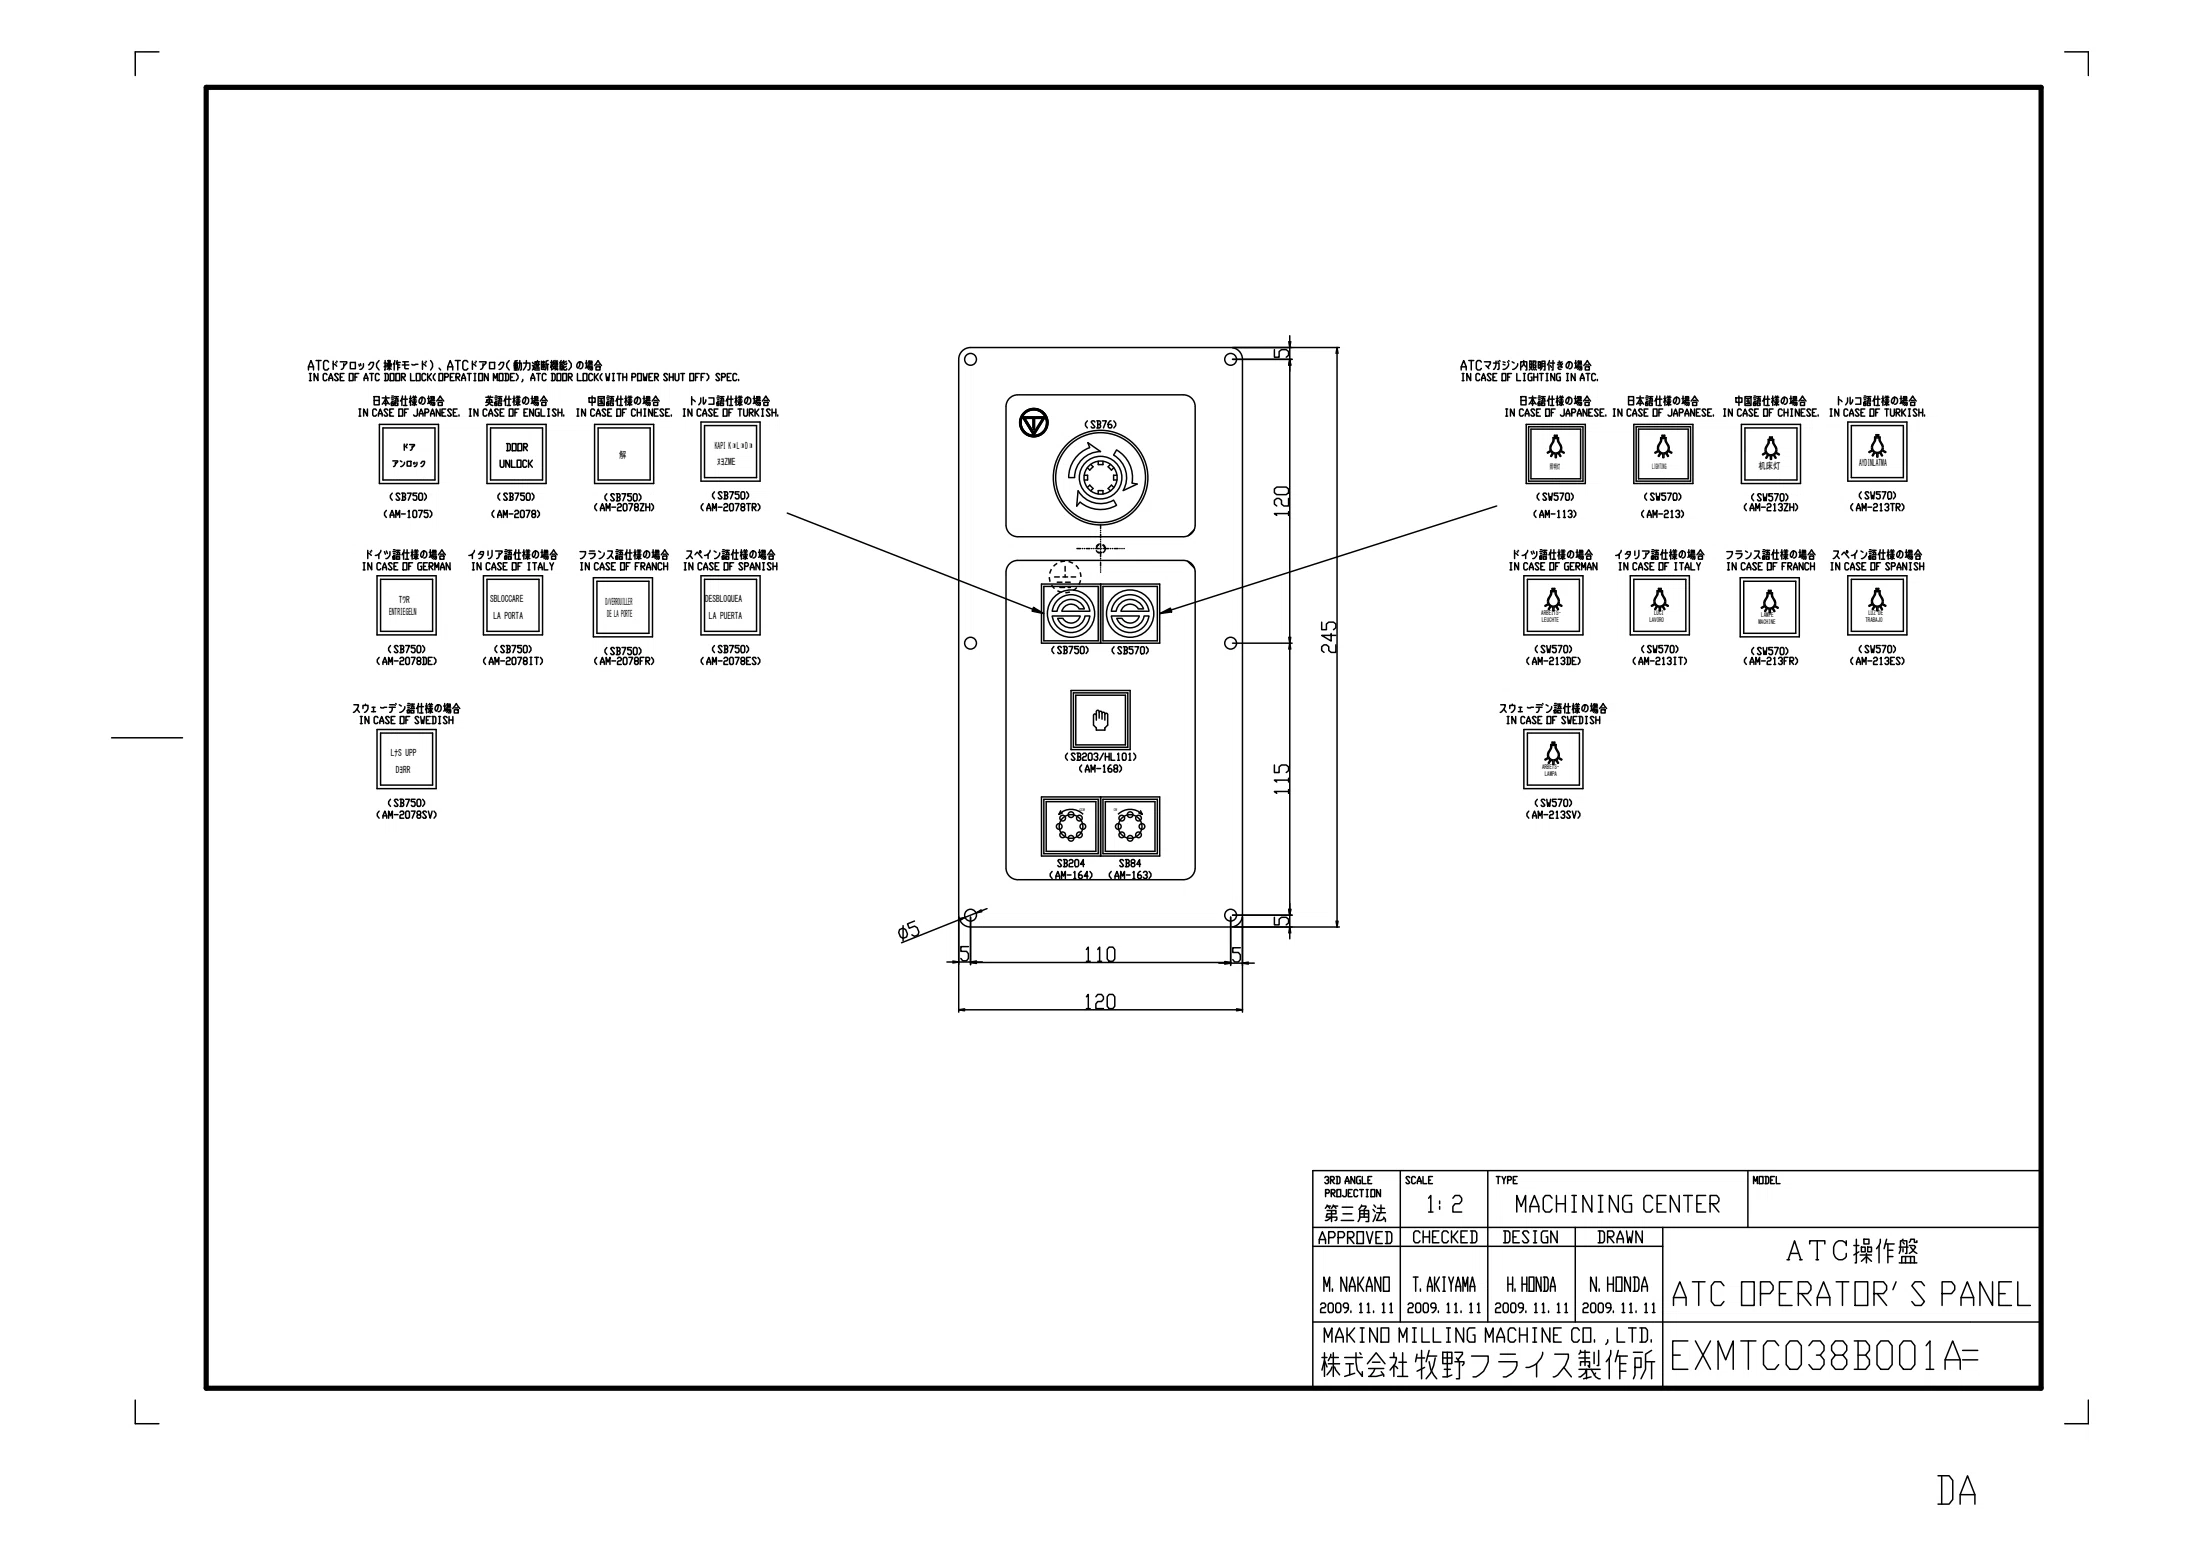 ATCドアロック(操作モード)、ATCドアロク(動力遮断機能)の場合
IN CASE OF ATC DOOR LOCK(OPERATION MODE), ATC DOOR LOCK(WITH POWER SHUT OFF) SPEC.
日本語仕様の場合
IN CASE OF JAPANESE.
ドア
アンロック
(SB750)
(AM-1075)
英語仕様の場合
IN CASE OF ENGLISH.
DOOR
UNLOCK
(SB750)
(AM-2078)
中国語仕様の場合
IN CASE OF CHINESE.
解
(SB750)
(AM-2078ZH)
トルコ語仕様の場合
IN CASE OF TURKISH.
KAPI
(SB750)
(AM-2078TR)
ドイツ語仕様の場合
IN CASE OF GERMAN
ENTRIEGELN
(SB750)
(AM-2078DE)
イタリア語仕様の場合
IN CASE OF ITALY
SBLOCCARE
LA PORTA
(SB750)
(AM-2078IT)
フランス語仕様の場合
IN CASE OF FRANCH
DE LA PORTE
(SB750)
(AM-2078FR)
スペイン語仕様の場合
IN CASE OF SPANISH
DESBLOQUEA
LA PUERTA
(SB750)
(AM-2078ES)
スウェーデン語仕様の場合
IN CASE OF SWEDISH
UPP
(SB750)
(AM-2078SV)
(SB76)
(SB750)
(SB570)
(SB203/HL101)
(AM-168)
SB204
(AM-164)
SB84
(AM-163)
5
120
245
115
5
φ5
5
110
5
120
ATCマガジン内照明付きの場合
IN CASE OF LIGHTING IN ATC.
日本語仕様の場合
IN CASE OF JAPANESE.
(SW570)
(AM-113)
日本語仕様の場合
IN CASE OF JAPANESE.
LIGHTING
(SW570)
(AM-213)
中国語仕様の場合
IN CASE OF CHINESE.
机床灯
(SW570)
(AM-213ZH)
トルコ語仕様の場合
IN CASE OF TURKISH.
AYDINLATMA
(SW570)
(AM-213TR)
ドイツ語仕様の場合
IN CASE OF GERMAN
ARBEITS-
LEUCHTE
(SW570)
(AM-213DE)
イタリア語仕様の場合
IN CASE OF ITALY
LUCI
LAVORO
(SW570)
(AM-213IT)
フランス語仕様の場合
IN CASE OF FRANCH
LAMPE
MACHINE
(SW570)
(AM-213FR)
スペイン語仕様の場合
IN CASE OF SPANISH
LUZ DE
TRABAJO
(SW570)
(AM-213ES)
スウェーデン語仕様の場合
IN CASE OF SWEDISH
LAMPA
(SW570)
(AM-213SV)
3RD ANGLE
PROJECTION
第三角法
SCALE
1:2
TYPE
MACHINING CENTER
MODEL
APPROVED CHECKED DESIGN DRAWN
M. NAKANO T. AKIYAMA H. HONDA N. HONDA
2009. 11. 11 2009. 11. 11 2009. 11. 11 2009. 11. 11
ATC操作盤
ATC OPERATOR'S PANEL
MAKINO MILLING MACHINE CO.,LTD.
株式会社牧野フライス製作所
EXMTC038B001A=
DA